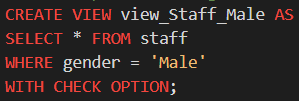 CREATE VIEW view_Staff_Male AS
SELECT * FROM staff
WHERE gender = 'Male'
WITH CHECK OPTION;